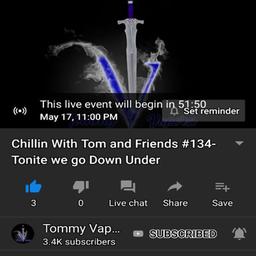 This live event will begin in 51:50
May 17, 11:00 PM
Set reminder
Chillin With Tom and Friends #134-
Tonite we go Down Under
3
0
Live chat
Share
Save
Tommy Vap...
SUBSCRIBED
3.4K subscribers